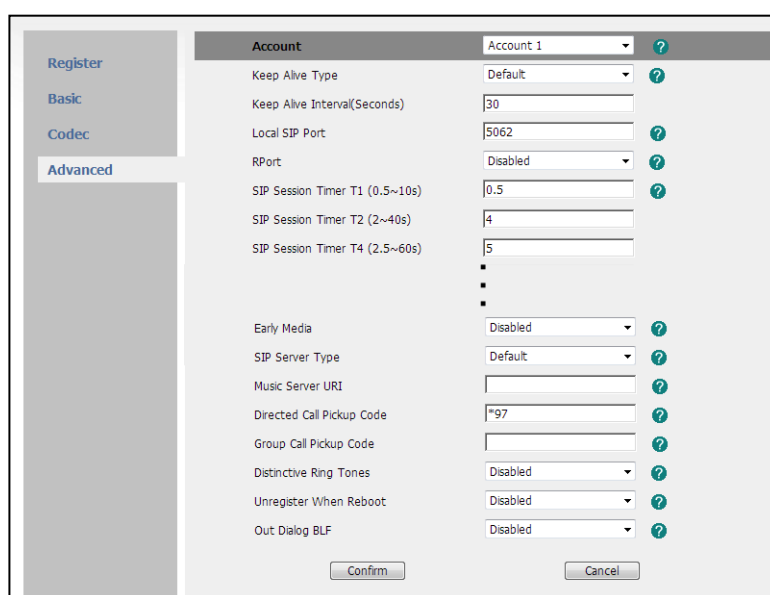 Register
Basic
Codec
Advanced
Account Account 1 ?
Keep Alive Type Default ?
Keep Alive Interval(Seconds) 30
Local SIP Port 5062 ?
RPort Disabled ?
SIP Session Timer T1 (0.5~10s) 0.5 ?
SIP Session Timer T2 (2~40s) 4
SIP Session Timer T4 (2.5~60s) 5
Early Media Disabled ?
SIP Server Type Default ?
Music Server URI ?
Directed Call Pickup Code *97 ?
Group Call Pickup Code ?
Distinctive Ring Tones Disabled ?
Unregister When Reboot Disabled ?
Out Dialog BLF Disabled ?
Confirm Cancel